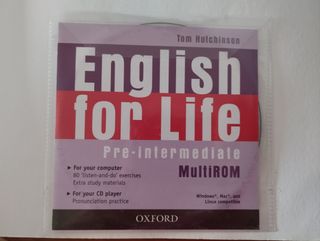 Tom Hutchinson
English
for Life
Pre-intermediate
MultiROM
▸ For your computer
80 'listen-and-do' exercises
Extra study materials
▸ For your CD player
Pronunciation practice
Windows®, Mac®, and
Linux compatible
OXFORD